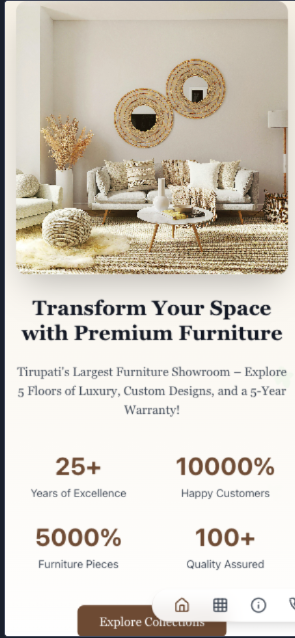 Transform Your Space
with Premium Furniture
Tirupati's Largest Furniture Showroom – Explore
5 Floors of Luxury, Custom Designs, and a 5-Year
Warranty!
25+
10000%
Years of Excellence
Happy Customers
5000%
100+
Furniture Pieces
Quality Assured
Explore Collections